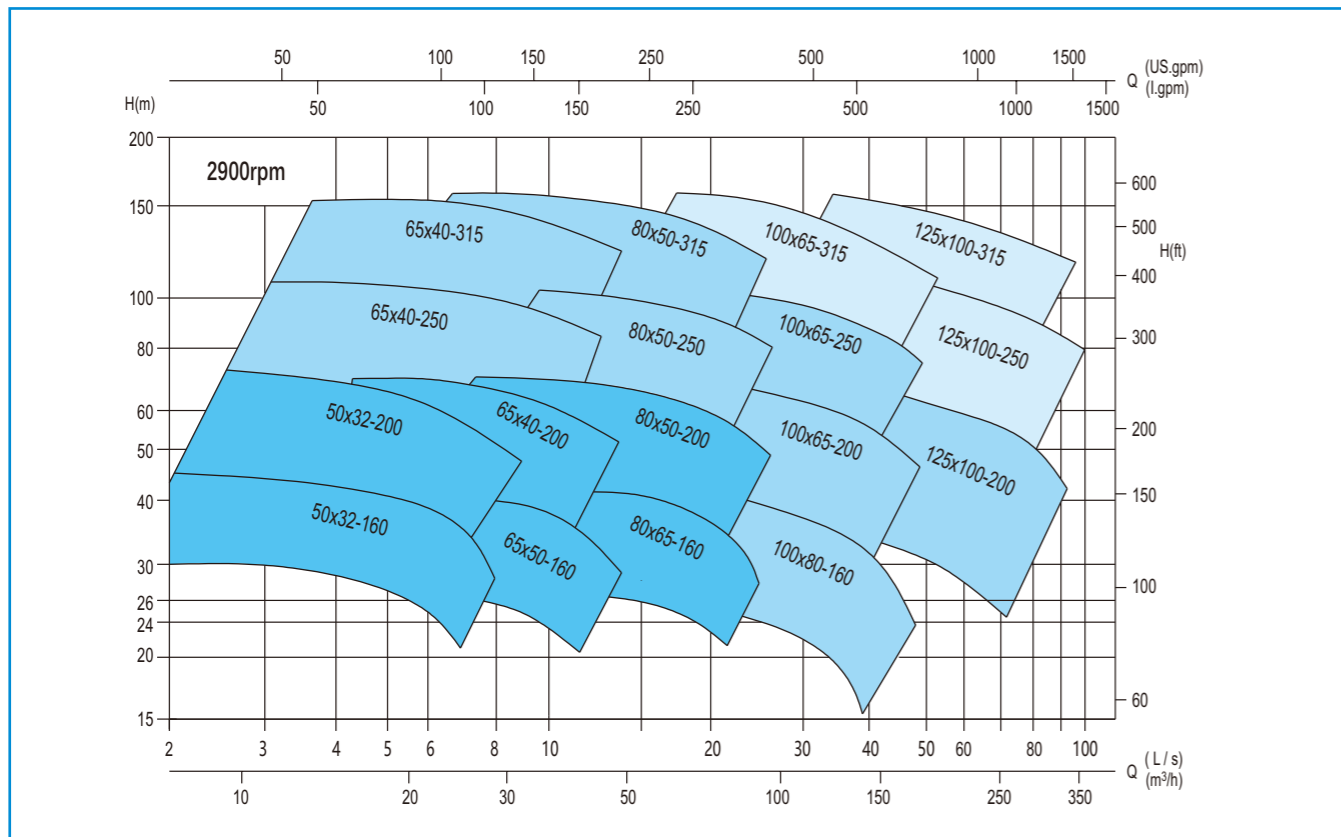 50 100 150 250 500 1000 1500
Q (US.gpm)
(I.gpm)
50 100 150 250 500 1000 1500
H(m)
200
2900rpm
600
150
65x40-315
80x50-315
100x65-315
125x100-315
500
H(ft)
400
100
65x40-250
80x50-250
100x65-250
125x100-250
300
80
60
50x32-200
65x40-200
80x50-200
100x65-200
125x100-200
200
50
150
40
50x32-160
65x50-160
80x65-160
100x80-160
30
100
26
24
20
60
15
2 3 4 5 6 8 10 20 30 40 50 60 80 100
Q ( L / s )
(m³/h)
10 20 30 50 100 150 250 350